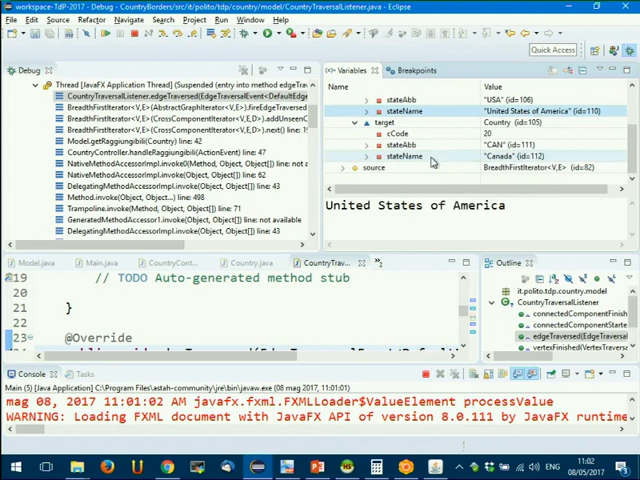 workspace-TdP-2017 - Debug - CountryBorders/src/it/polito/tdp/country/model/CountryTraversalListener.java - Eclipse
File Edit Source Refactor Navigate Search Project Run Window Help
Quick Access
Debug
Thread [JavaFX Application Thread] (Suspended (entry into method edgeTraversed
CountryTraversalListener.edgeTraversed(EdgeTraversalEvent<DefaultEdge
BreadthFirstIterator<V,E>(AbstractGraphIterator<V,E>).fireEdgeTraversed
BreadthFirstIterator<V,E>(CrossComponentIterator<V,E>).addUnseenC
BreadthFirstIterator<V,E>(CrossComponentIterator<V,E>).next() line: 193
Model.getRaggiungibili(Country) line: 86
CountryController.handleRaggiungibili(ActionEvent) line: 47
NativeMethodAccessorImpl.invoke0(Method, Object, Object[]) line: not
NativeMethodAccessorImpl.invoke(Object, Object[]) line: 62
DelegatingMethodAccessorImpl.invoke(Object, Object[]) line: 43
Method.invoke(Object, Object...) line: 498
Trampoline.invoke(Method, Object, Object[]) line: 71
GeneratedMethodAccessor1.invoke(Object, Object[]) line: not available
DelegatingMethodAccessorImpl.invoke(Object, Object[]) line: 43
Variables Breakpoints
Name Value
stateAbb "USA" (id=106)
stateName "United States of America" (id=110)
target Country (id=105)
cCode 20
stateAbb "CAN" (id=111)
stateName "Canada" (id=112)
source BreadthFirstIterator<V,E> (id=82)
United States of America
Model.java Main.java CountryCont... Country.java CountryTrav...
19 // TODO Auto-generated method stub
20
21 }
22
23 @Override
Outline
it.polito.tdp.country.model
CountryTraversalListener
connectedComponentFinish
connectedComponentStarte
edgeTraversed(EdgeTraversa
vertexFinished(VertexTravers
Console Tasks
Main (5) [Java Application] C:\Program Files\astah-community\jre\bin\javaw.exe (08 mag 2017, 11:01:01)
mag 08, 2017 11:01:02 AM javafx.fxml.FXMLLoader$ValueElement processValue
WARNING: Loading FXML document with JavaFX API of version 8.0.111 by JavaFX runtime
ENG
11:02
08/05/2017